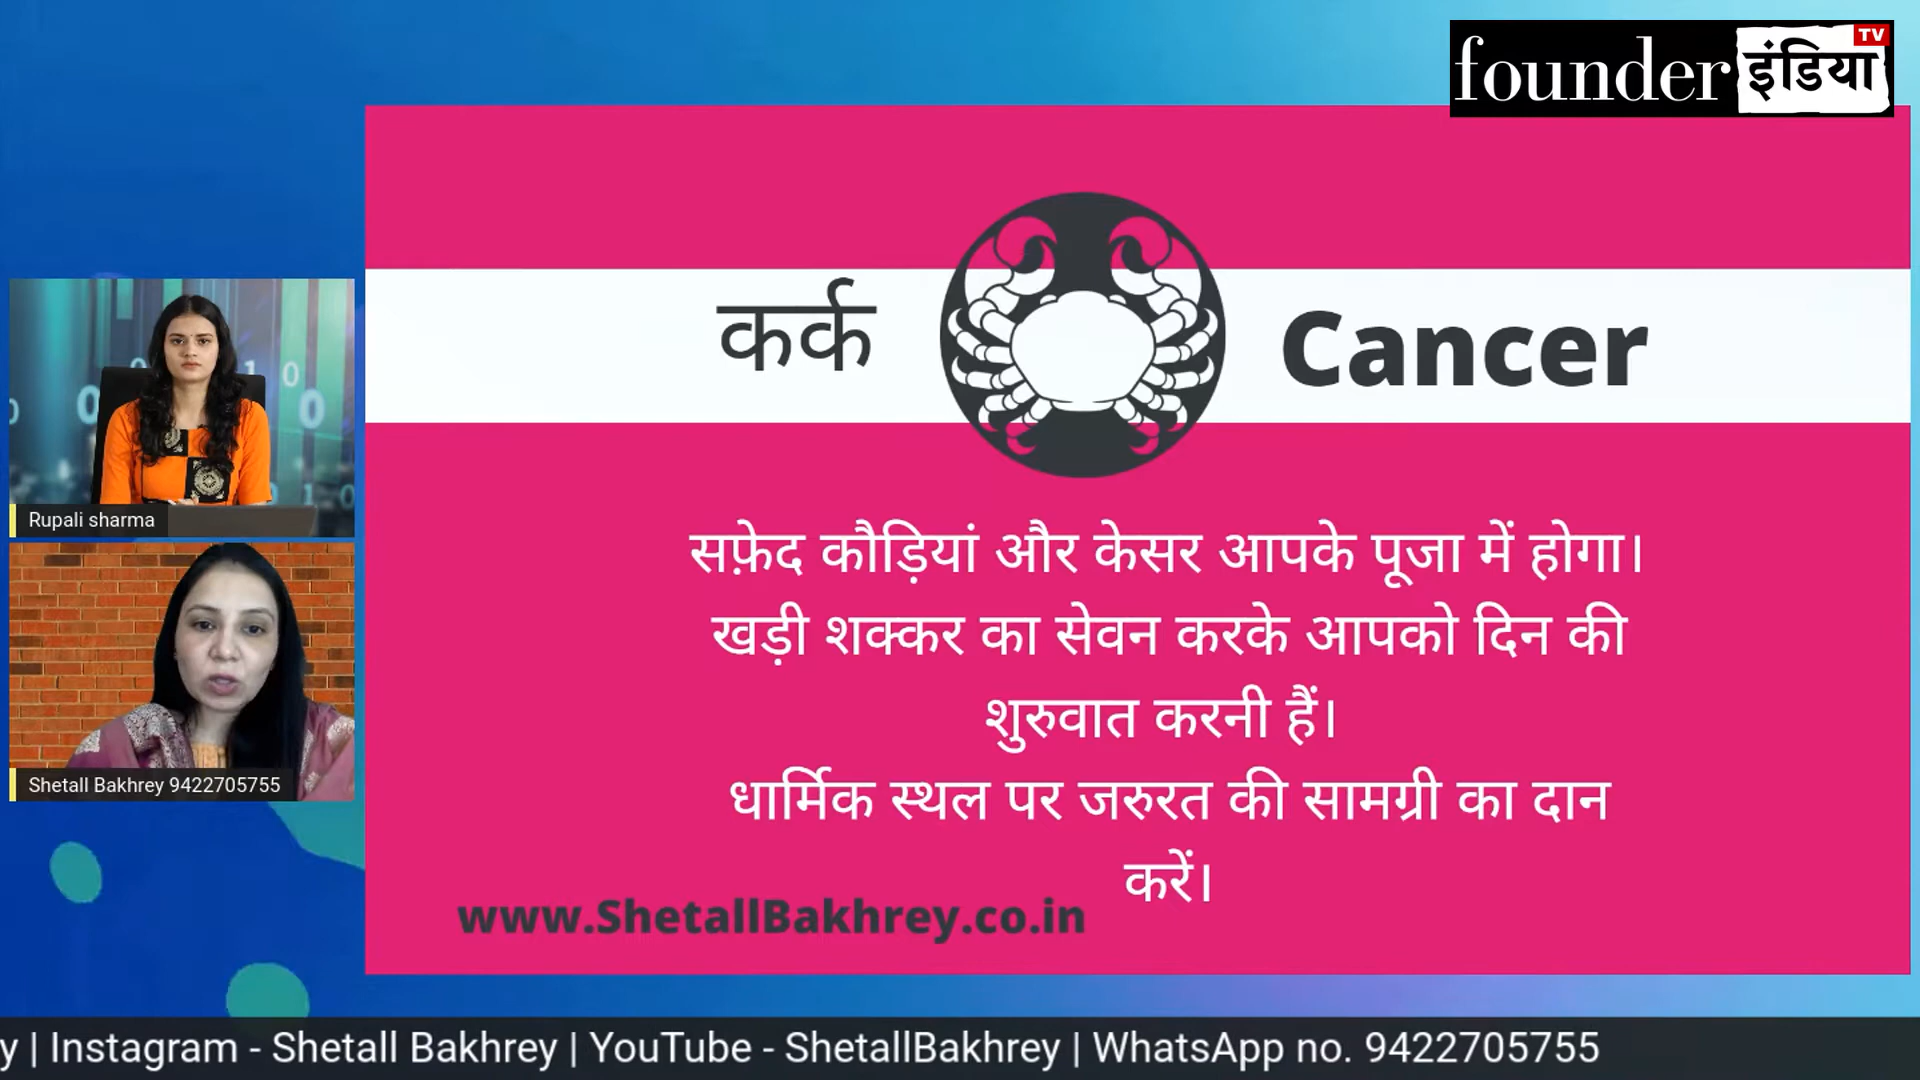 founder इंडिया TV
कर्क Cancer
सफ़ेद कौड़ियां और केसर आपके पूजा में होगा।
खड़ी शक्कर का सेवन करके आपको दिन की
शुरुवात करनी हैं।
धार्मिक स्थल पर जरुरत की सामग्री का दान
करें।
www.ShetallBakhrey.co.in
Rupali sharma
Shetall Bakhrey 9422705755
y | Instagram - Shetall Bakhrey | YouTube - ShetallBakhrey | WhatsApp no. 9422705755